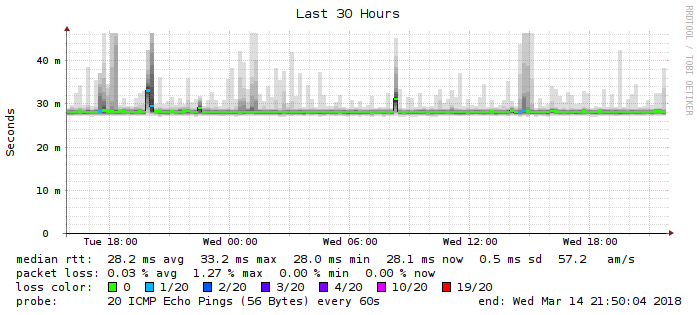 Last 30 Hours
RRDTOOL / TOBI OETIKER
Seconds
40 m
30 m
20 m
10 m
0
Tue 18:00 Wed 00:00 Wed 06:00 Wed 12:00 Wed 18:00
median rtt: 28.2 ms avg 33.2 ms max 28.0 ms min 28.1 ms now 0.5 ms sd 57.2 am/s
packet loss: 0.03 % avg 1.27 % max 0.00 % min 0.00 % now
loss color: 0 1/20 2/20 3/20 4/20 10/20 19/20
probe: 20 ICMP Echo Pings (56 Bytes) every 60s end: Wed Mar 14 21:50:04 2018